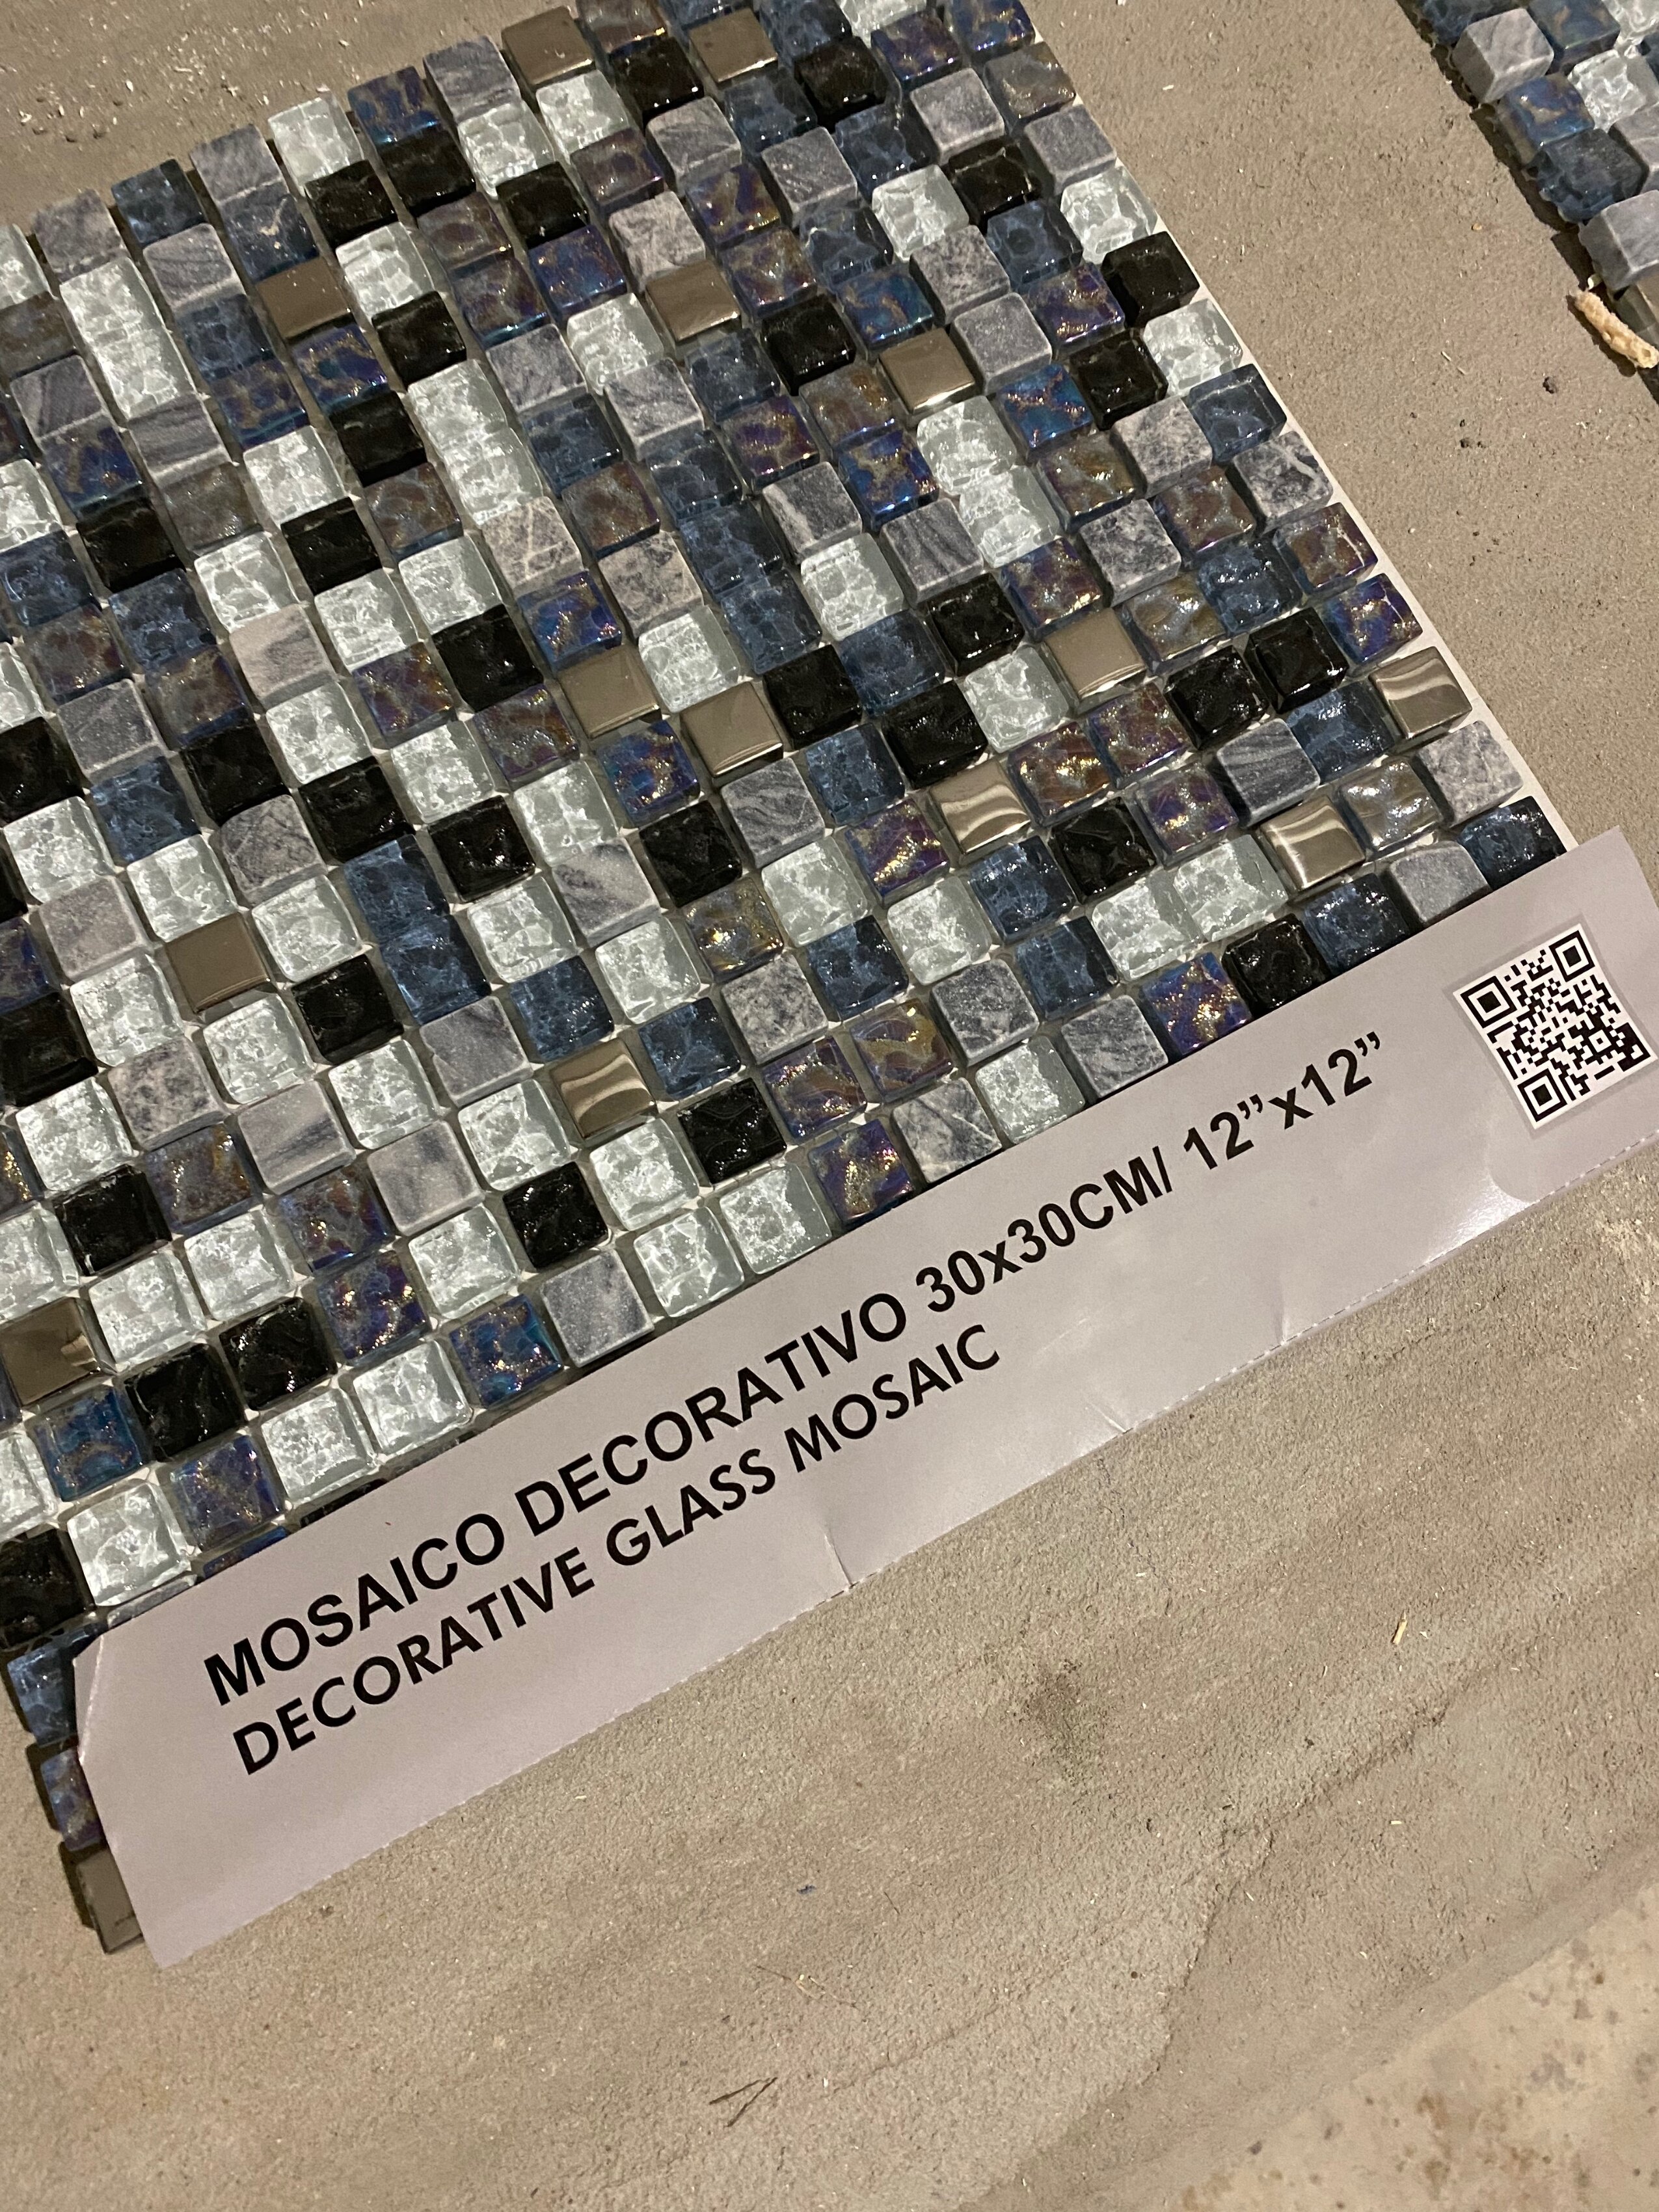 MOSAICO DECORATIVO 30x30CM/ 12”x12”
DECORATIVE GLASS MOSAIC